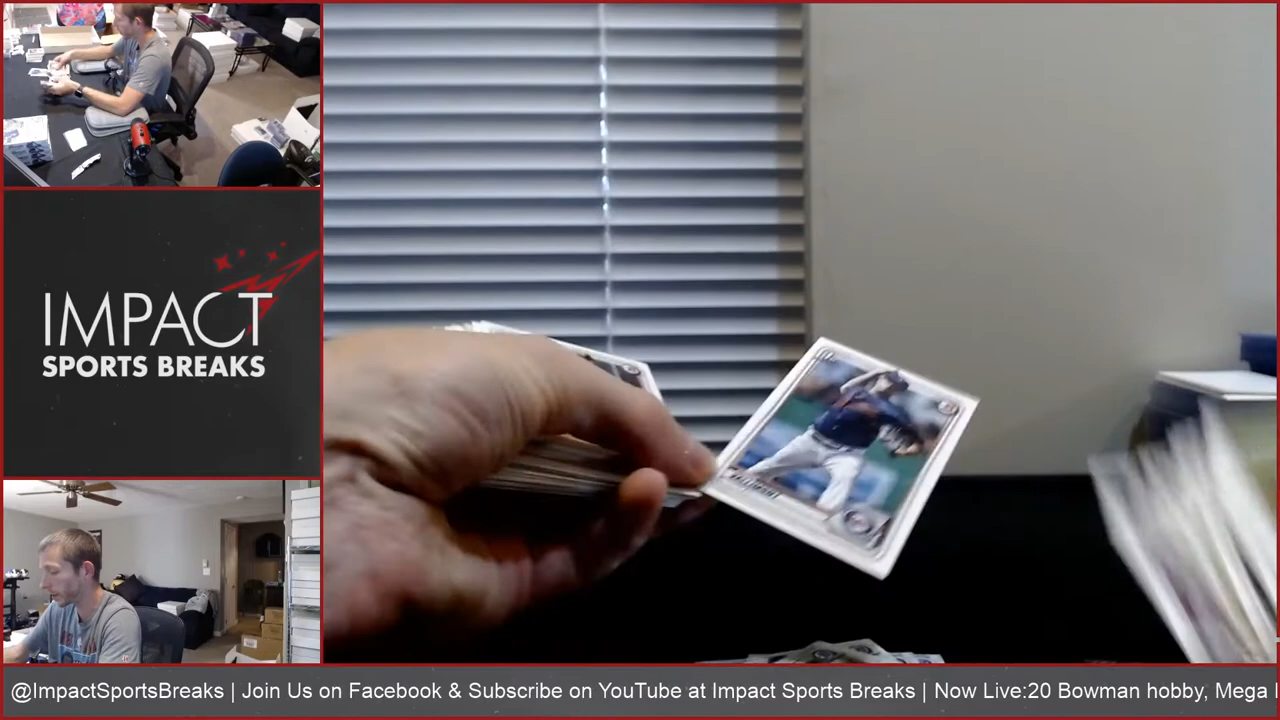 IMPACT
SPORTS BREAKS
@ImpactSportsBreaks | Join Us on Facebook & Subscribe on YouTube at Impact Sports Breaks | Now Live:20 Bowman hobby, Mega